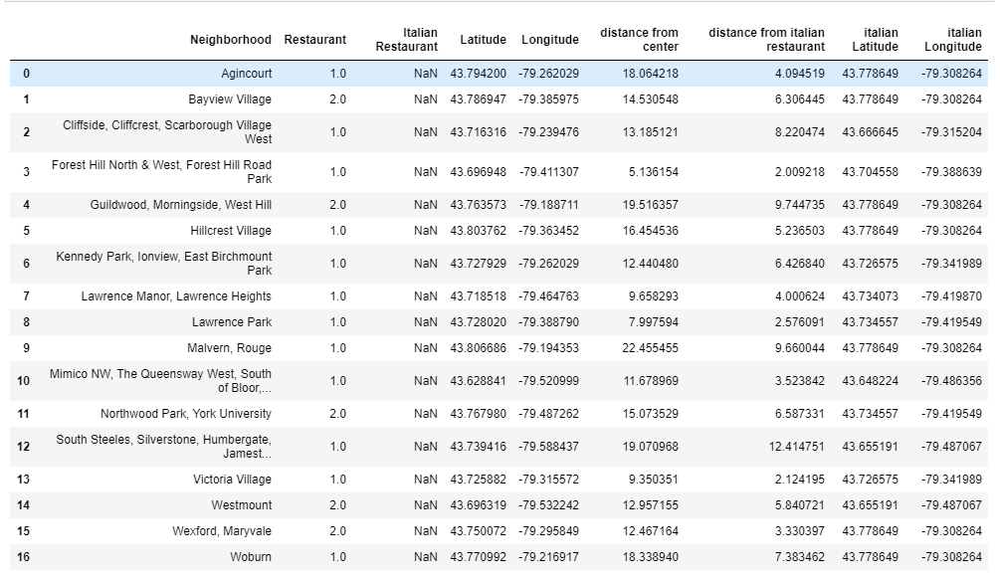 Neighborhood Restaurant Italian Restaurant Latitude Longitude distance from center distance from italian restaurant italian Latitude italian Longitude
0 Agincourt 1.0 NaN 43.794200 -79.262029 18.064218 4.094519 43.778649 -79.308264
1 Bayview Village 2.0 NaN 43.786947 -79.385975 14.530548 6.306445 43.778649 -79.308264
2 Cliffside, Cliffcrest, Scarborough Village West 1.0 NaN 43.716316 -79.239476 13.185121 8.220474 43.666645 -79.315204
3 Forest Hill North & West, Forest Hill Road Park 1.0 NaN 43.696948 -79.411307 5.136154 2.009218 43.704558 -79.388639
4 Guildwood, Morningside, West Hill 2.0 NaN 43.763573 -79.188711 19.516357 9.744735 43.778649 -79.308264
5 Hillcrest Village 1.0 NaN 43.803762 -79.363452 16.454536 5.236503 43.778649 -79.308264
6 Kennedy Park, Ionview, East Birchmount Park 1.0 NaN 43.727929 -79.262029 12.440480 6.426840 43.726575 -79.341989
7 Lawrence Manor, Lawrence Heights 1.0 NaN 43.718518 -79.464763 9.658293 4.000624 43.734073 -79.419870
8 Lawrence Park 1.0 NaN 43.728020 -79.388790 7.997594 2.576091 43.734557 -79.419549
9 Malvern, Rouge 1.0 NaN 43.806686 -79.194353 22.455455 9.660044 43.778649 -79.308264
10 Mimico NW, The Queensway West, South of Bloor,... 1.0 NaN 43.628841 -79.520999 11.678969 3.523842 43.648224 -79.486356
11 Northwood Park, York University 2.0 NaN 43.767980 -79.487262 15.073529 6.587331 43.734557 -79.419549
12 South Steeles, Silverstone, Humbergate, Jamest... 1.0 NaN 43.739416 -79.588437 19.070968 12.414751 43.655191 -79.487067
13 Victoria Village 1.0 NaN 43.725882 -79.315572 9.350351 2.124195 43.726575 -79.341989
14 Westmount 2.0 NaN 43.696319 -79.532242 12.957155 5.840721 43.655191 -79.487067
15 Wexford, Maryvale 2.0 NaN 43.750072 -79.295849 12.467164 3.330397 43.778649 -79.308264
16 Woburn 1.0 NaN 43.770992 -79.216917 18.338940 7.383462 43.778649 -79.308264